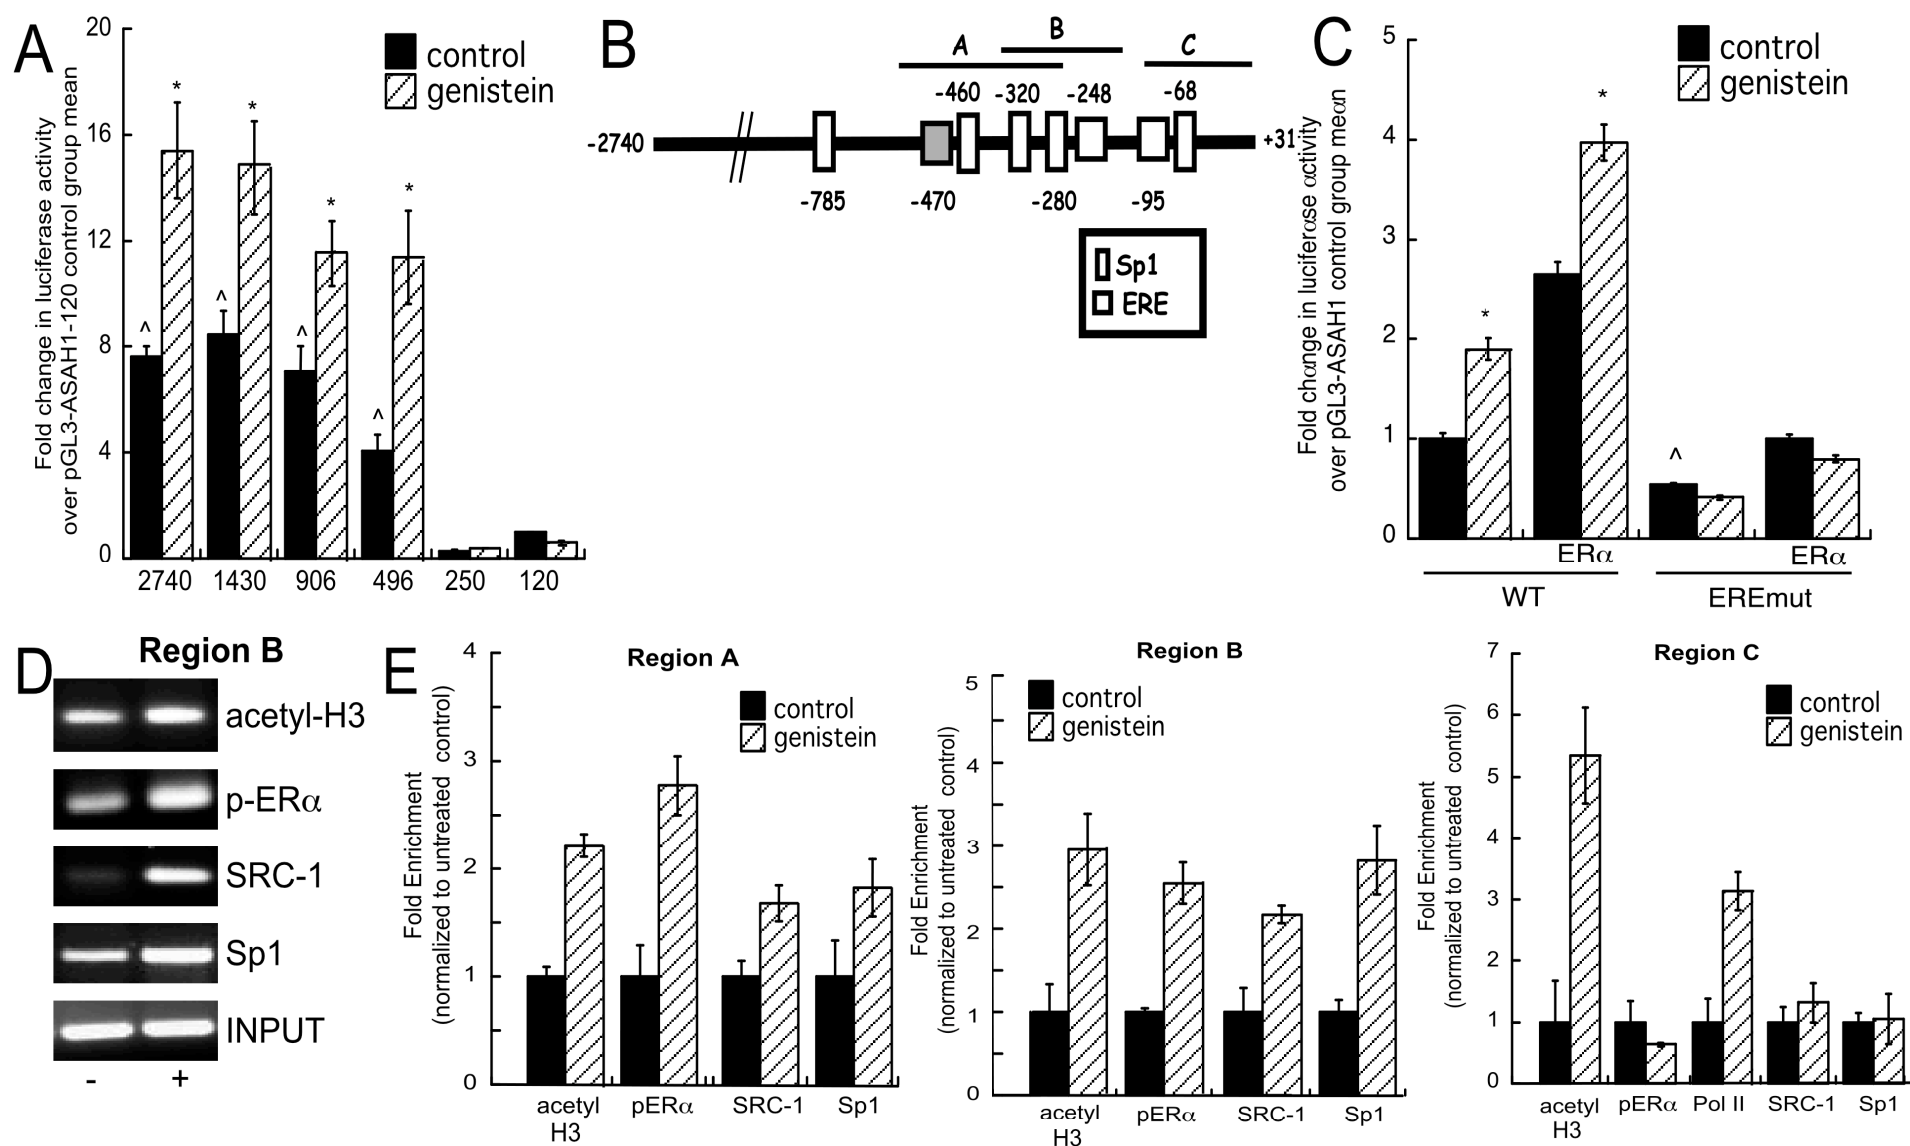 A
20
16
12
8
4
0
Fold change in luciferase activity
over pGL3-ASAH1-120 control group mean
control
genistein
^ * ^ * ^ * ^ *
2740 1430 906 496 250 120
B
A B C
-460 -320 -248 -68
-2740 +31
-785 -470 -280 -95
Sp1
ERE
C
5
4
3
2
1
0
Fold change in luciferase activity
over pGL3-ASAH1 control group mean
control
genistein
* * ^
ERα ERα
WT EREmut
D
Region B
acetyl-H3
p-ERα
SRC-1
Sp1
INPUT
- +
E
Region A
4
3
2
1
0
Fold Enrichment
(normalized to untreated control)
control
genistein
acetyl pERα SRC-1 Sp1
H3
Region B
5
4
3
2
1
0
Fold Enrichment
(normalized to untreated control)
control
genistein
acetyl pERα SRC-1 Sp1
H3
Region C
7
6
5
4
3
2
1
0
Fold Enrichment
(normalized to untreated control)
control
genistein
acetyl pERα Pol II SRC-1 Sp1
H3